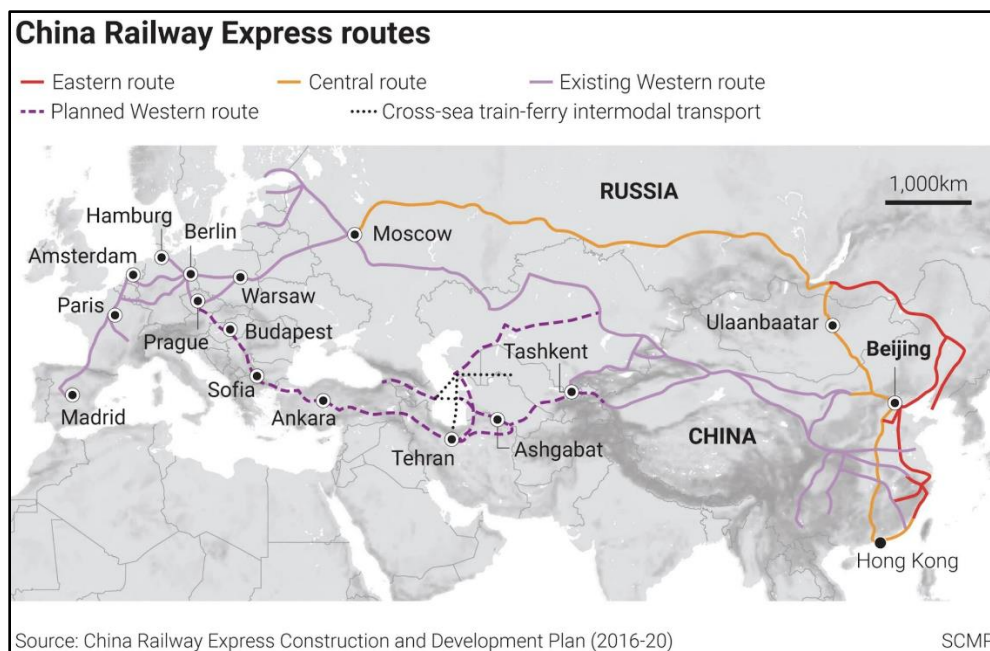 China Railway Express routes
Eastern route
Central route
Existing Western route
Planned Western route
Cross-sea train-ferry intermodal transport
RUSSIA
1,000km
Hamburg
Berlin
Moscow
Amsterdam
Paris
Warsaw
Ulaanbaatar
Prague
Budapest
Tashkent
Beijing
Sofia
Madrid
Ankara
CHINA
Tehran
Ashgabat
Hong Kong
Source: China Railway Express Construction and Development Plan (2016-20)
SCMP